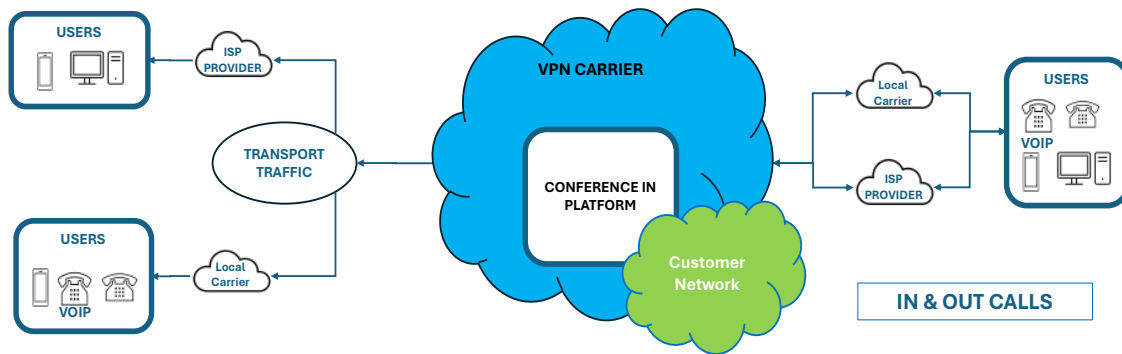 USERS
ISP
PROVIDER
TRANSPORT
TRAFFIC
USERS
VOIP
Local
Carrier
VPN CARRIER
CONFERENCE IN
PLATFORM
Customer
Network
Local
Carrier
ISP
PROVIDER
USERS
VOIP
IN & OUT CALLS